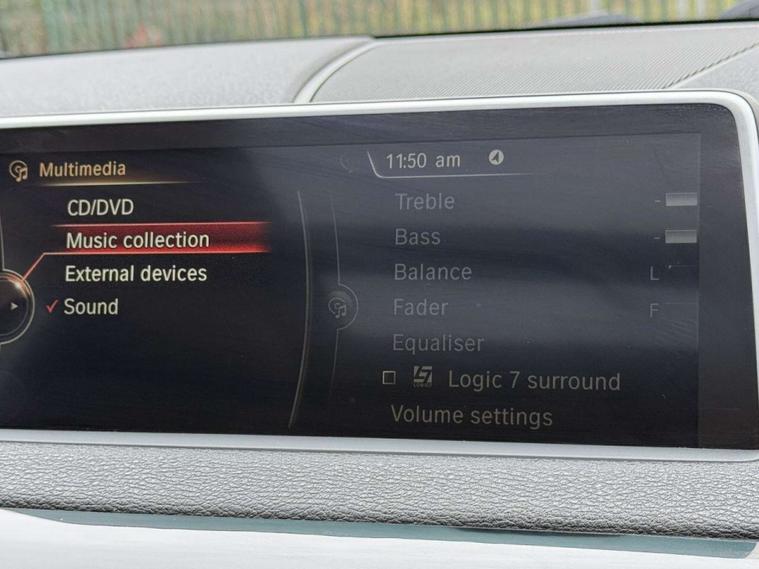 Multimedia
CD/DVD
Music collection
External devices
Sound
11:50 am
Treble -
Bass -
Balance L
Fader F
Equaliser
Logic 7 surround
Volume settings